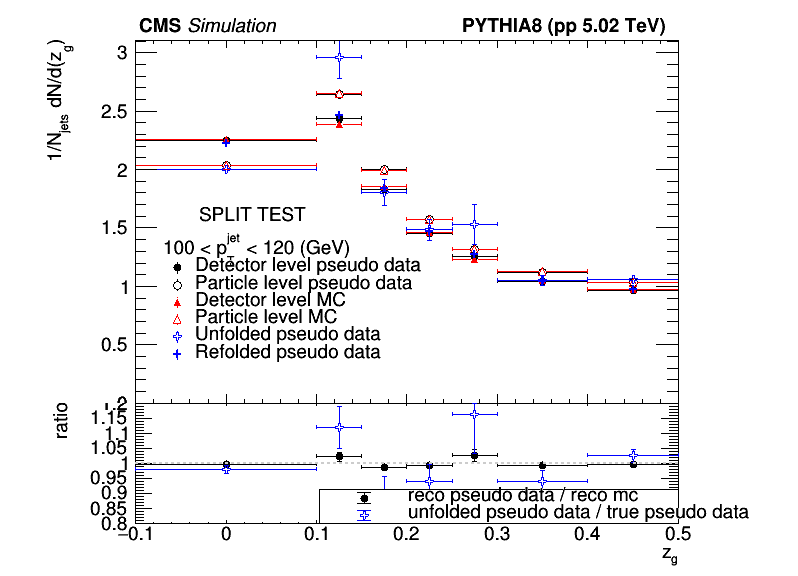 CMS Simulation PYTHIA8 (pp 5.02 TeV)
1/N_jets dN/d(z_g)
3
2.5
2
1.5
1
0.5
SPLIT TEST
100 < p_T^jet < 120 (GeV)
Detector level pseudo data
Particle level pseudo data
Detector level MC
Particle level MC
Unfolded pseudo data
Refolded pseudo data
ratio
1.2
1.15
1.1
1.05
1
0.95
0.9
0.85
0.8
reco pseudo data / reco mc
unfolded pseudo data / true pseudo data
−0.1 0 0.1 0.2 0.3 0.4 0.5
z_g